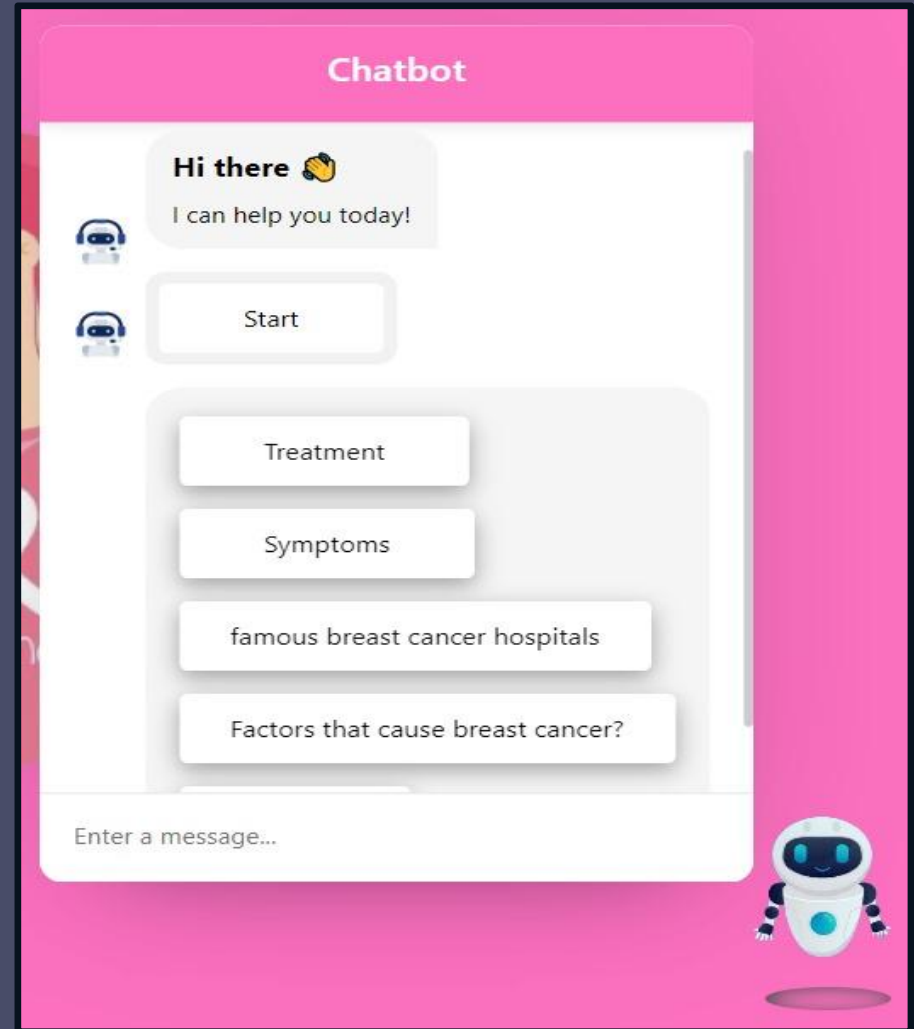 Chatbot
Hi there 👏
I can help you today!
Start
Treatment
Symptoms
famous breast cancer hospitals
Factors that cause breast cancer?
Enter a message...